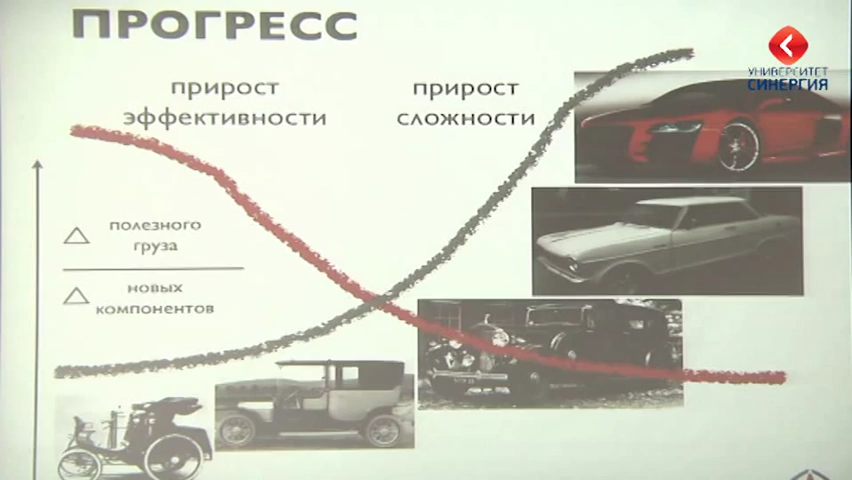 ПРОГРЕСС
УНИВЕРСИТЕТ
СИНЕРГИЯ
прирост
эффективности
прирост
сложности
полезного
груза
новых
компонентов